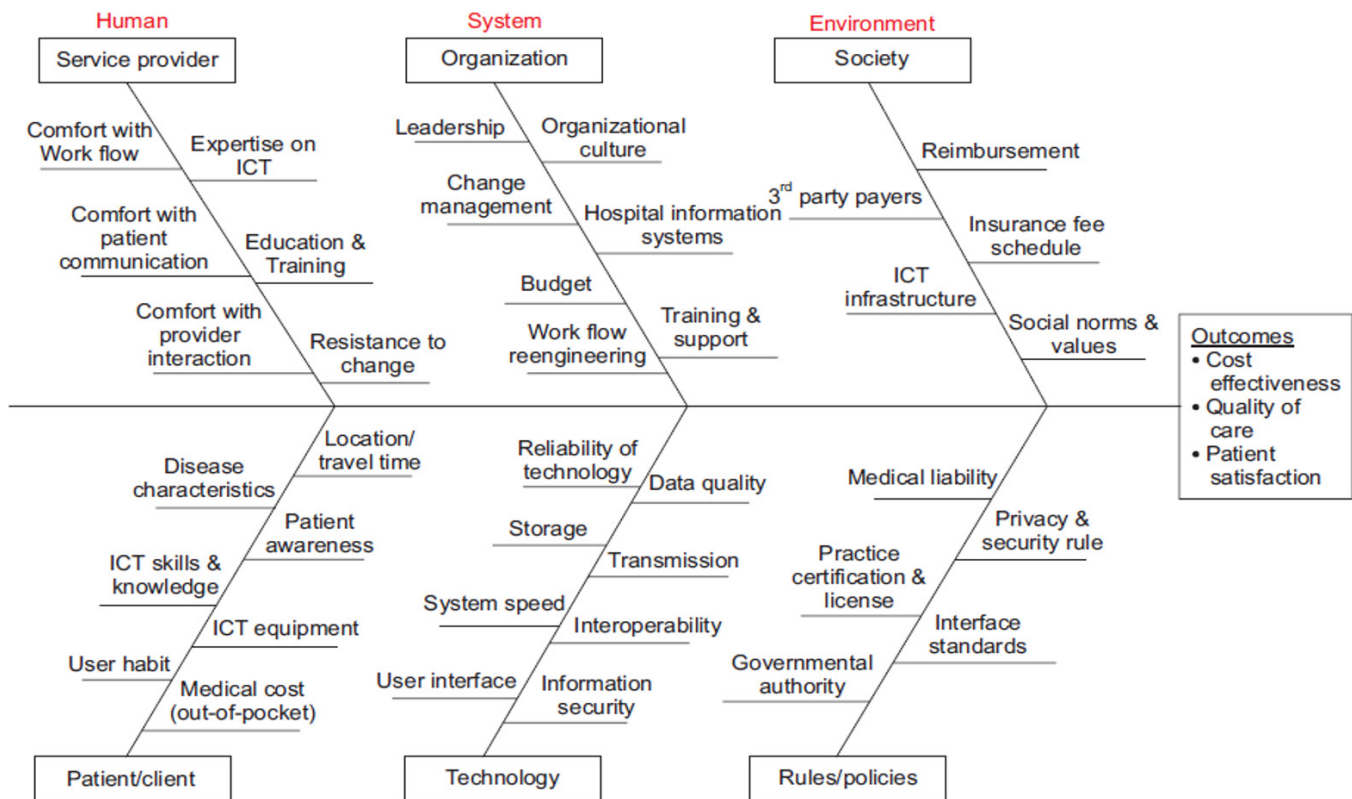 Human
System
Environment
Service provider
Organization
Society
Comfort with
Work flow
Expertise on
ICT
Comfort with
patient
communication
Education &
Training
Comfort with
provider
interaction
Resistance to
change
Leadership
Organizational
culture
Change
management
Hospital information
systems
Budget
Work flow
reengineering
Training &
support
Reimbursement
3rd party payers
Insurance fee
schedule
ICT
infrastructure
Social norms &
values
Outcomes
• Cost
effectiveness
• Quality of
care
• Patient
satisfaction
Location/
travel time
Disease
characteristics
Patient
awareness
ICT skills &
knowledge
ICT equipment
User habit
Medical cost
(out-of-pocket)
Reliability of
technology
Data quality
Storage
Transmission
System speed
Interoperability
User interface
Information
security
Medical liability
Privacy &
security rule
Practice
certification &
license
Interface
standards
Governmental
authority
Patient/client
Technology
Rules/policies